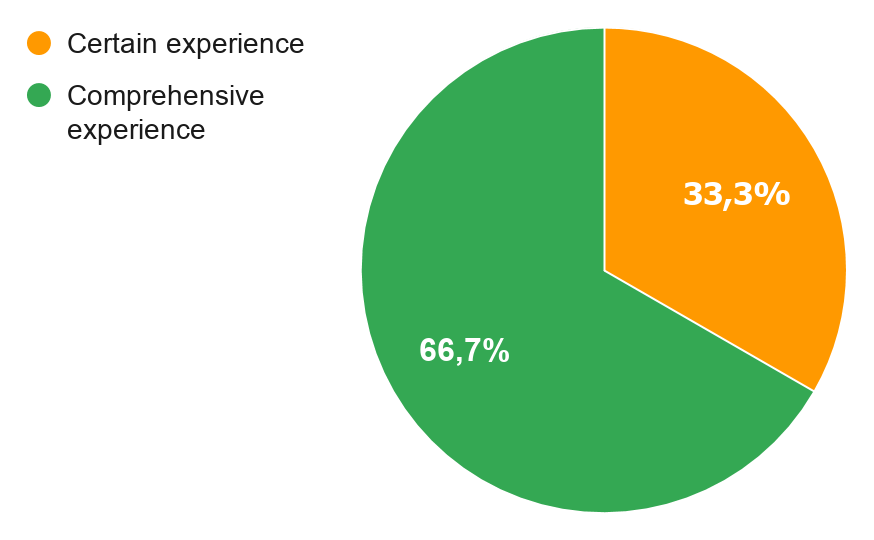 Certain experience
Comprehensive
experience
33,3%
66,7%